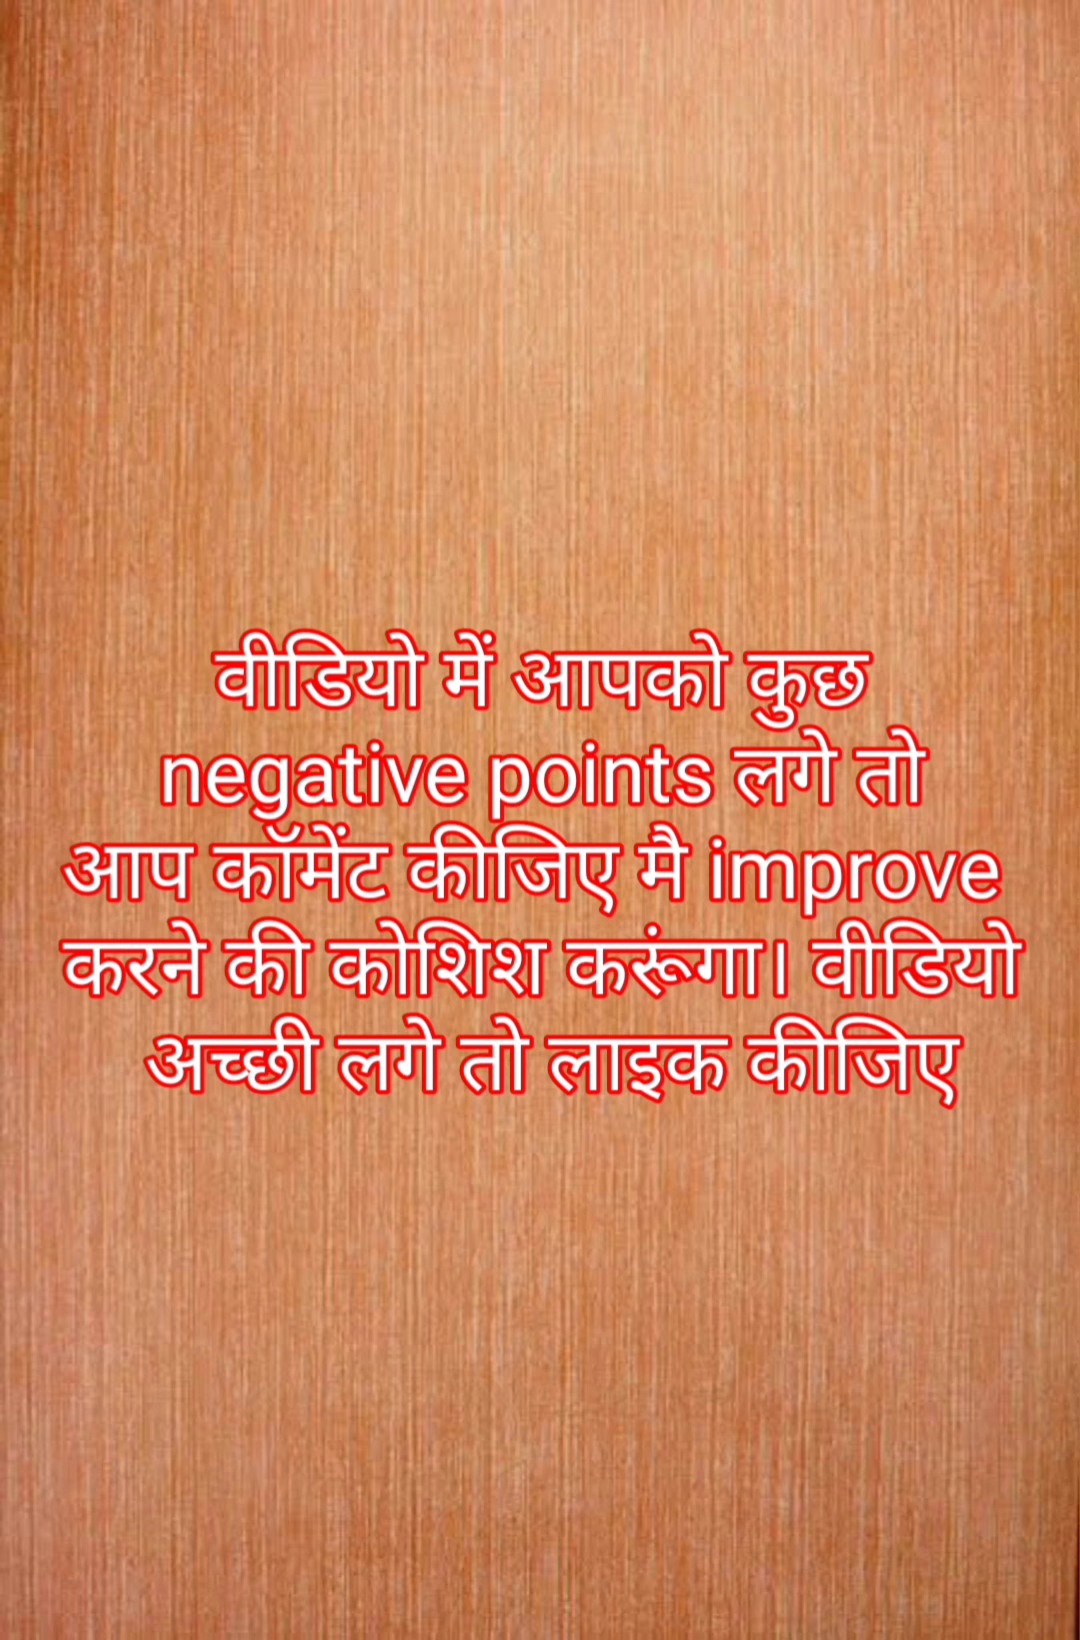 वीडियो में आपको कुछ
negative points लगे तो
आप कॉमेंट कीजिए मै improve
करने की कोशिश करूंगा। वीडियो
अच्छी लगे तो लाइक कीजिए